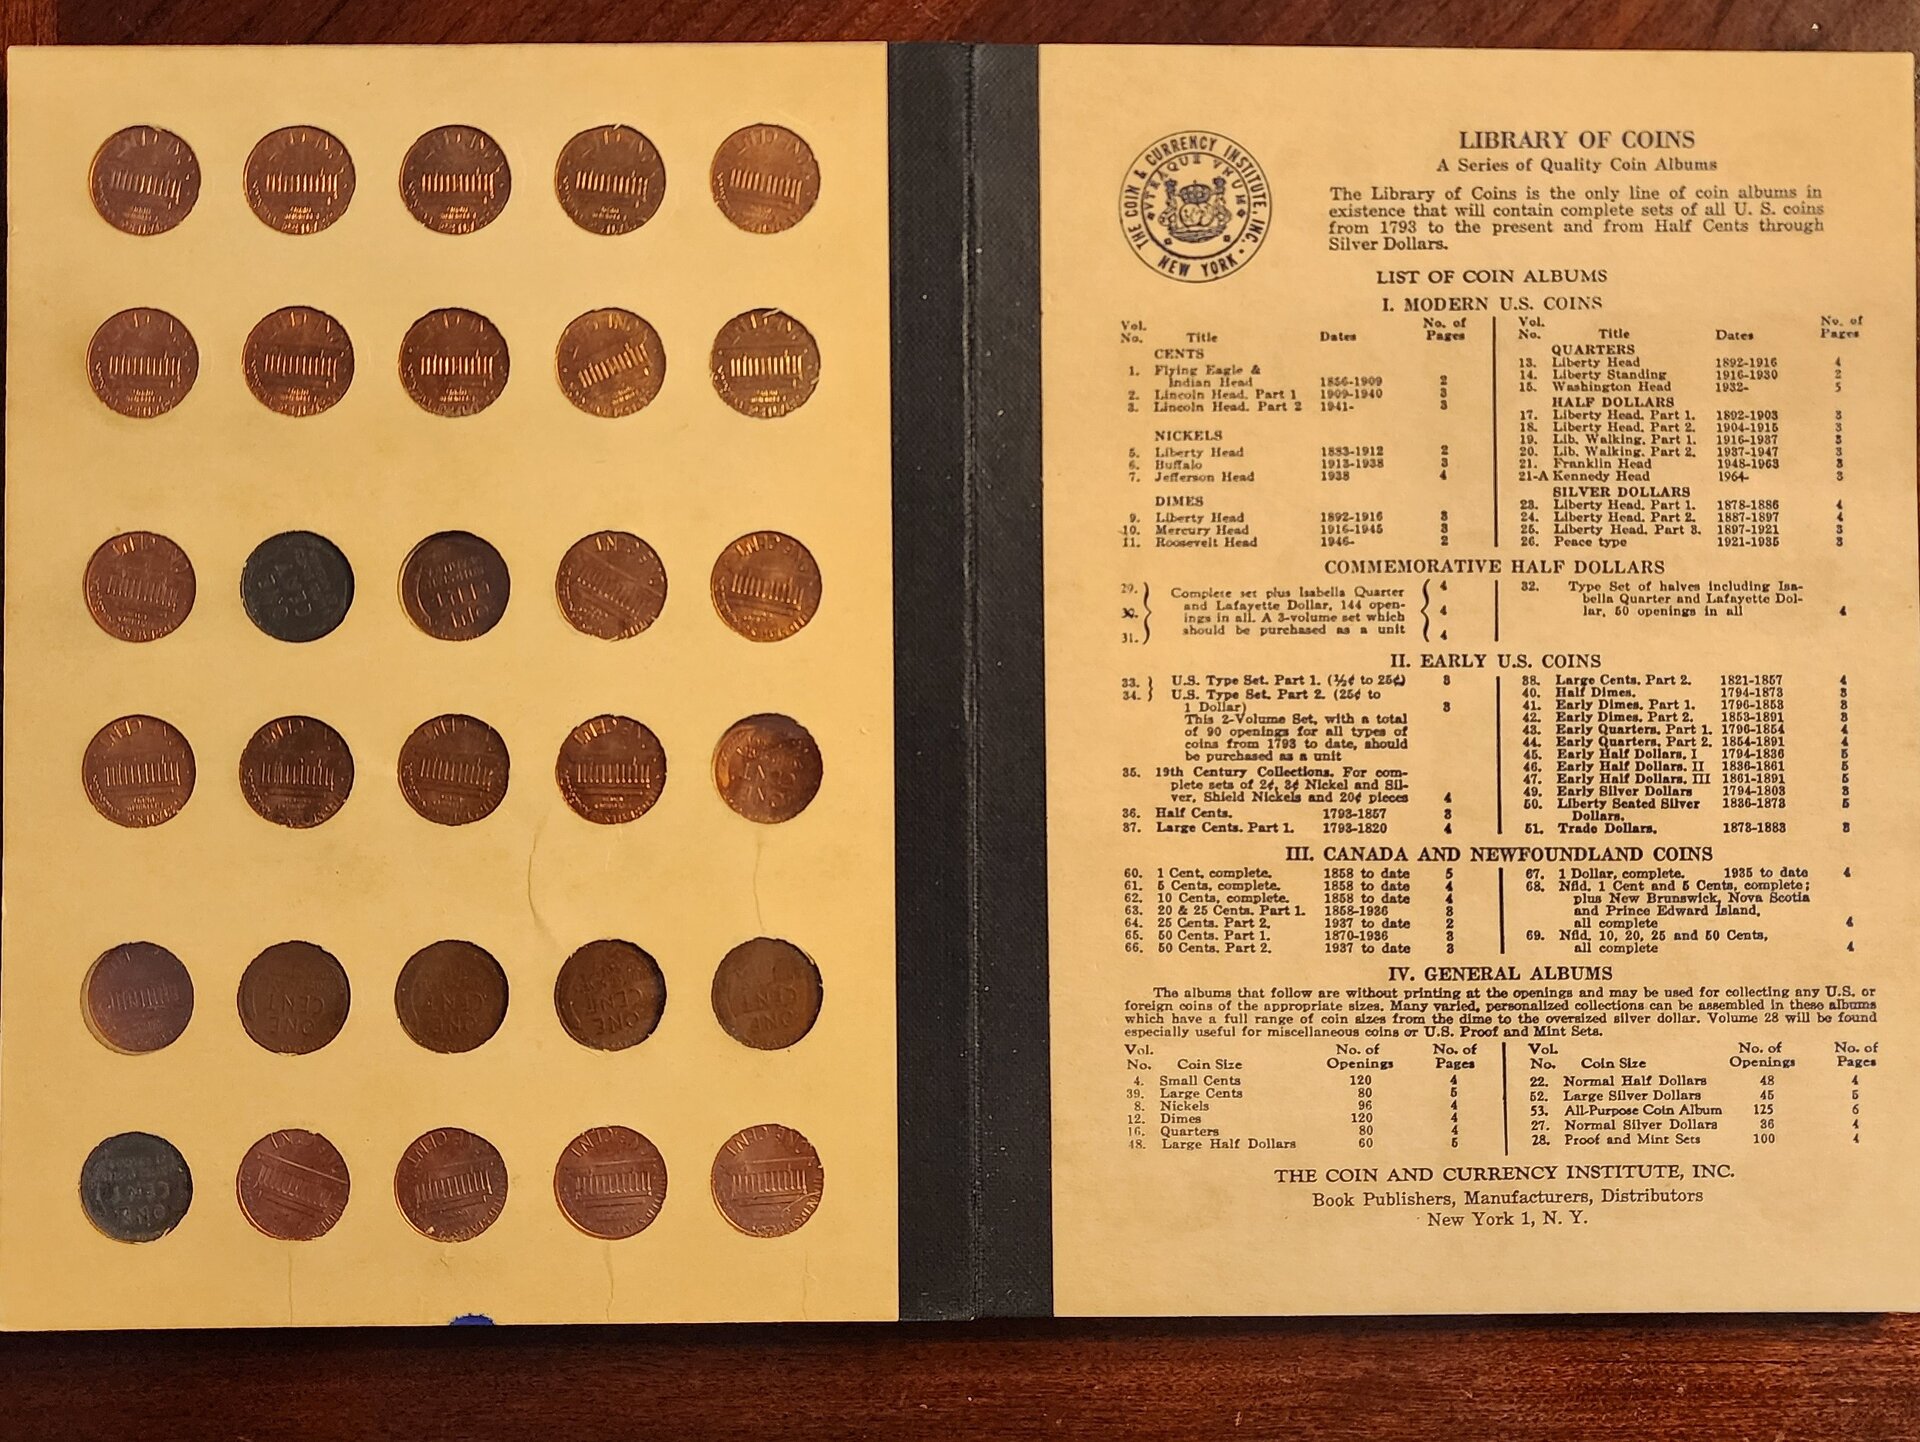 THE COIN & CURRENCY INSTITUTE, INC.
NEW YORK
LIBRARY OF COINS
A Series of Quality Coin Albums
The Library of Coins is the only line of coin albums in
existence that will contain complete sets of all U. S. coins
from 1793 to the present and from Half Cents through
Silver Dollars.
LIST OF COIN ALBUMS
I. MODERN U.S. COINS
Vol. No. Title Dates No. of Pages
CENTS
1. Flying Eagle &
Indian Head 1856-1909 2
2. Lincoln Head. Part 1 1909-1940 3
3. Lincoln Head. Part 2 1941- 3
NICKELS
5. Liberty Head 1883-1912 2
6. Buffalo 1913-1938 3
7. Jefferson Head 1938 4
DIMES
9. Liberty Head 1892-1916 3
10. Mercury Head 1916-1945 3
11. Roosevelt Head 1946- 2
Vol. No. Title Dates No. of Pages
QUARTERS
13. Liberty Head 1892-1916 4
14. Liberty Standing 1916-1930 2
15. Washington Head 1932- 5
HALF DOLLARS
17. Liberty Head. Part 1. 1892-1903 3
18. Liberty Head. Part 2. 1904-1915 3
19. Lib. Walking. Part 1. 1916-1937 3
20. Lib. Walking. Part 2. 1937-1947 3
21. Franklin Head 1948-1963 3
21-A Kennedy Head 1964- 3
SILVER DOLLARS
23. Liberty Head. Part 1. 1878-1886 4
24. Liberty Head. Part 2. 1887-1897 4
25. Liberty Head. Part 3. 1897-1921 3
26. Peace type 1921-1935 3
COMMEMORATIVE HALF DOLLARS
29. 4
30. 4
31. 4
Complete set plus Isabella Quarter
and Lafayette Dollar, 144 open-
ings in all. A 3-volume set which
should be purchased as a unit
32. Type Set of halves including Isa-
bella Quarter and Lafayette Dol-
lar, 50 openings in all 4
II. EARLY U.S. COINS
33. U.S. Type Set. Part 1. (½¢ to 25¢) 3
34. U.S. Type Set. Part 2. (25¢ to
1 Dollar) 3
This 2-Volume Set, with a total
of 90 openings for all types of
coins from 1793 to date, should
be purchased as a unit
35. 19th Century Collections. For com-
plete sets of 2¢, 3¢ Nickel and Sil-
ver, Shield Nickels and 20¢ pieces 4
36. Half Cents. 1793-1857 3
37. Large Cents. Part 1. 1793-1820 4
38. Large Cents. Part 2. 1821-1857 4
40. Half Dimes. 1794-1873 3
41. Early Dimes. Part 1. 1796-1853 3
42. Early Dimes. Part 2. 1853-1891 3
43. Early Quarters. Part 1. 1796-1854 4
44. Early Quarters. Part 2. 1854-1891 4
45. Early Half Dollars. I 1794-1836 5
46. Early Half Dollars. II 1836-1861 5
47. Early Half Dollars. III 1861-1891 5
49. Early Silver Dollars 1794-1803 3
50. Liberty Seated Silver 1836-1873 5
Dollars.
51. Trade Dollars. 1873-1883 3
III. CANADA AND NEWFOUNDLAND COINS
60. 1 Cent, complete. 1858 to date 5
61. 5 Cents, complete. 1858 to date 4
62. 10 Cents, complete. 1858 to date 4
63. 20 & 25 Cents. Part 1. 1858-1936 3
64. 25 Cents. Part 2. 1937 to date 2
65. 50 Cents. Part 1. 1870-1936 3
66. 50 Cents. Part 2. 1937 to date 3
67. 1 Dollar, complete. 1935 to date 4
68. Nfld. 1 Cent and 5 Cents, complete;
plus New Brunswick, Nova Scotia
and Prince Edward Island,
all complete 4
69. Nfld. 10, 20, 25 and 50 Cents,
all complete 4
IV. GENERAL ALBUMS
The albums that follow are without printing at the openings and may be used for collecting any U.S. or
foreign coins of the appropriate sizes. Many varied, personalized collections can be assembled in these albums
which have a full range of coin sizes from the dime to the oversized silver dollar. Volume 28 will be found
especially useful for miscellaneous coins or U.S. Proof and Mint Sets.
Vol. No. Coin Size No. of Openings No. of Pages
4. Small Cents 120 4
39. Large Cents 80 5
8. Nickels 96 4
12. Dimes 120 4
16. Quarters 80 4
48. Large Half Dollars 60 5
Vol. No. Coin Size No. of Openings No. of Pages
22. Normal Half Dollars 48 4
52. Large Silver Dollars 45 5
53. All-Purpose Coin Album 125 6
27. Normal Silver Dollars 36 4
28. Proof and Mint Sets 100 4
THE COIN AND CURRENCY INSTITUTE, INC.
Book Publishers, Manufacturers, Distributors
New York 1, N. Y.